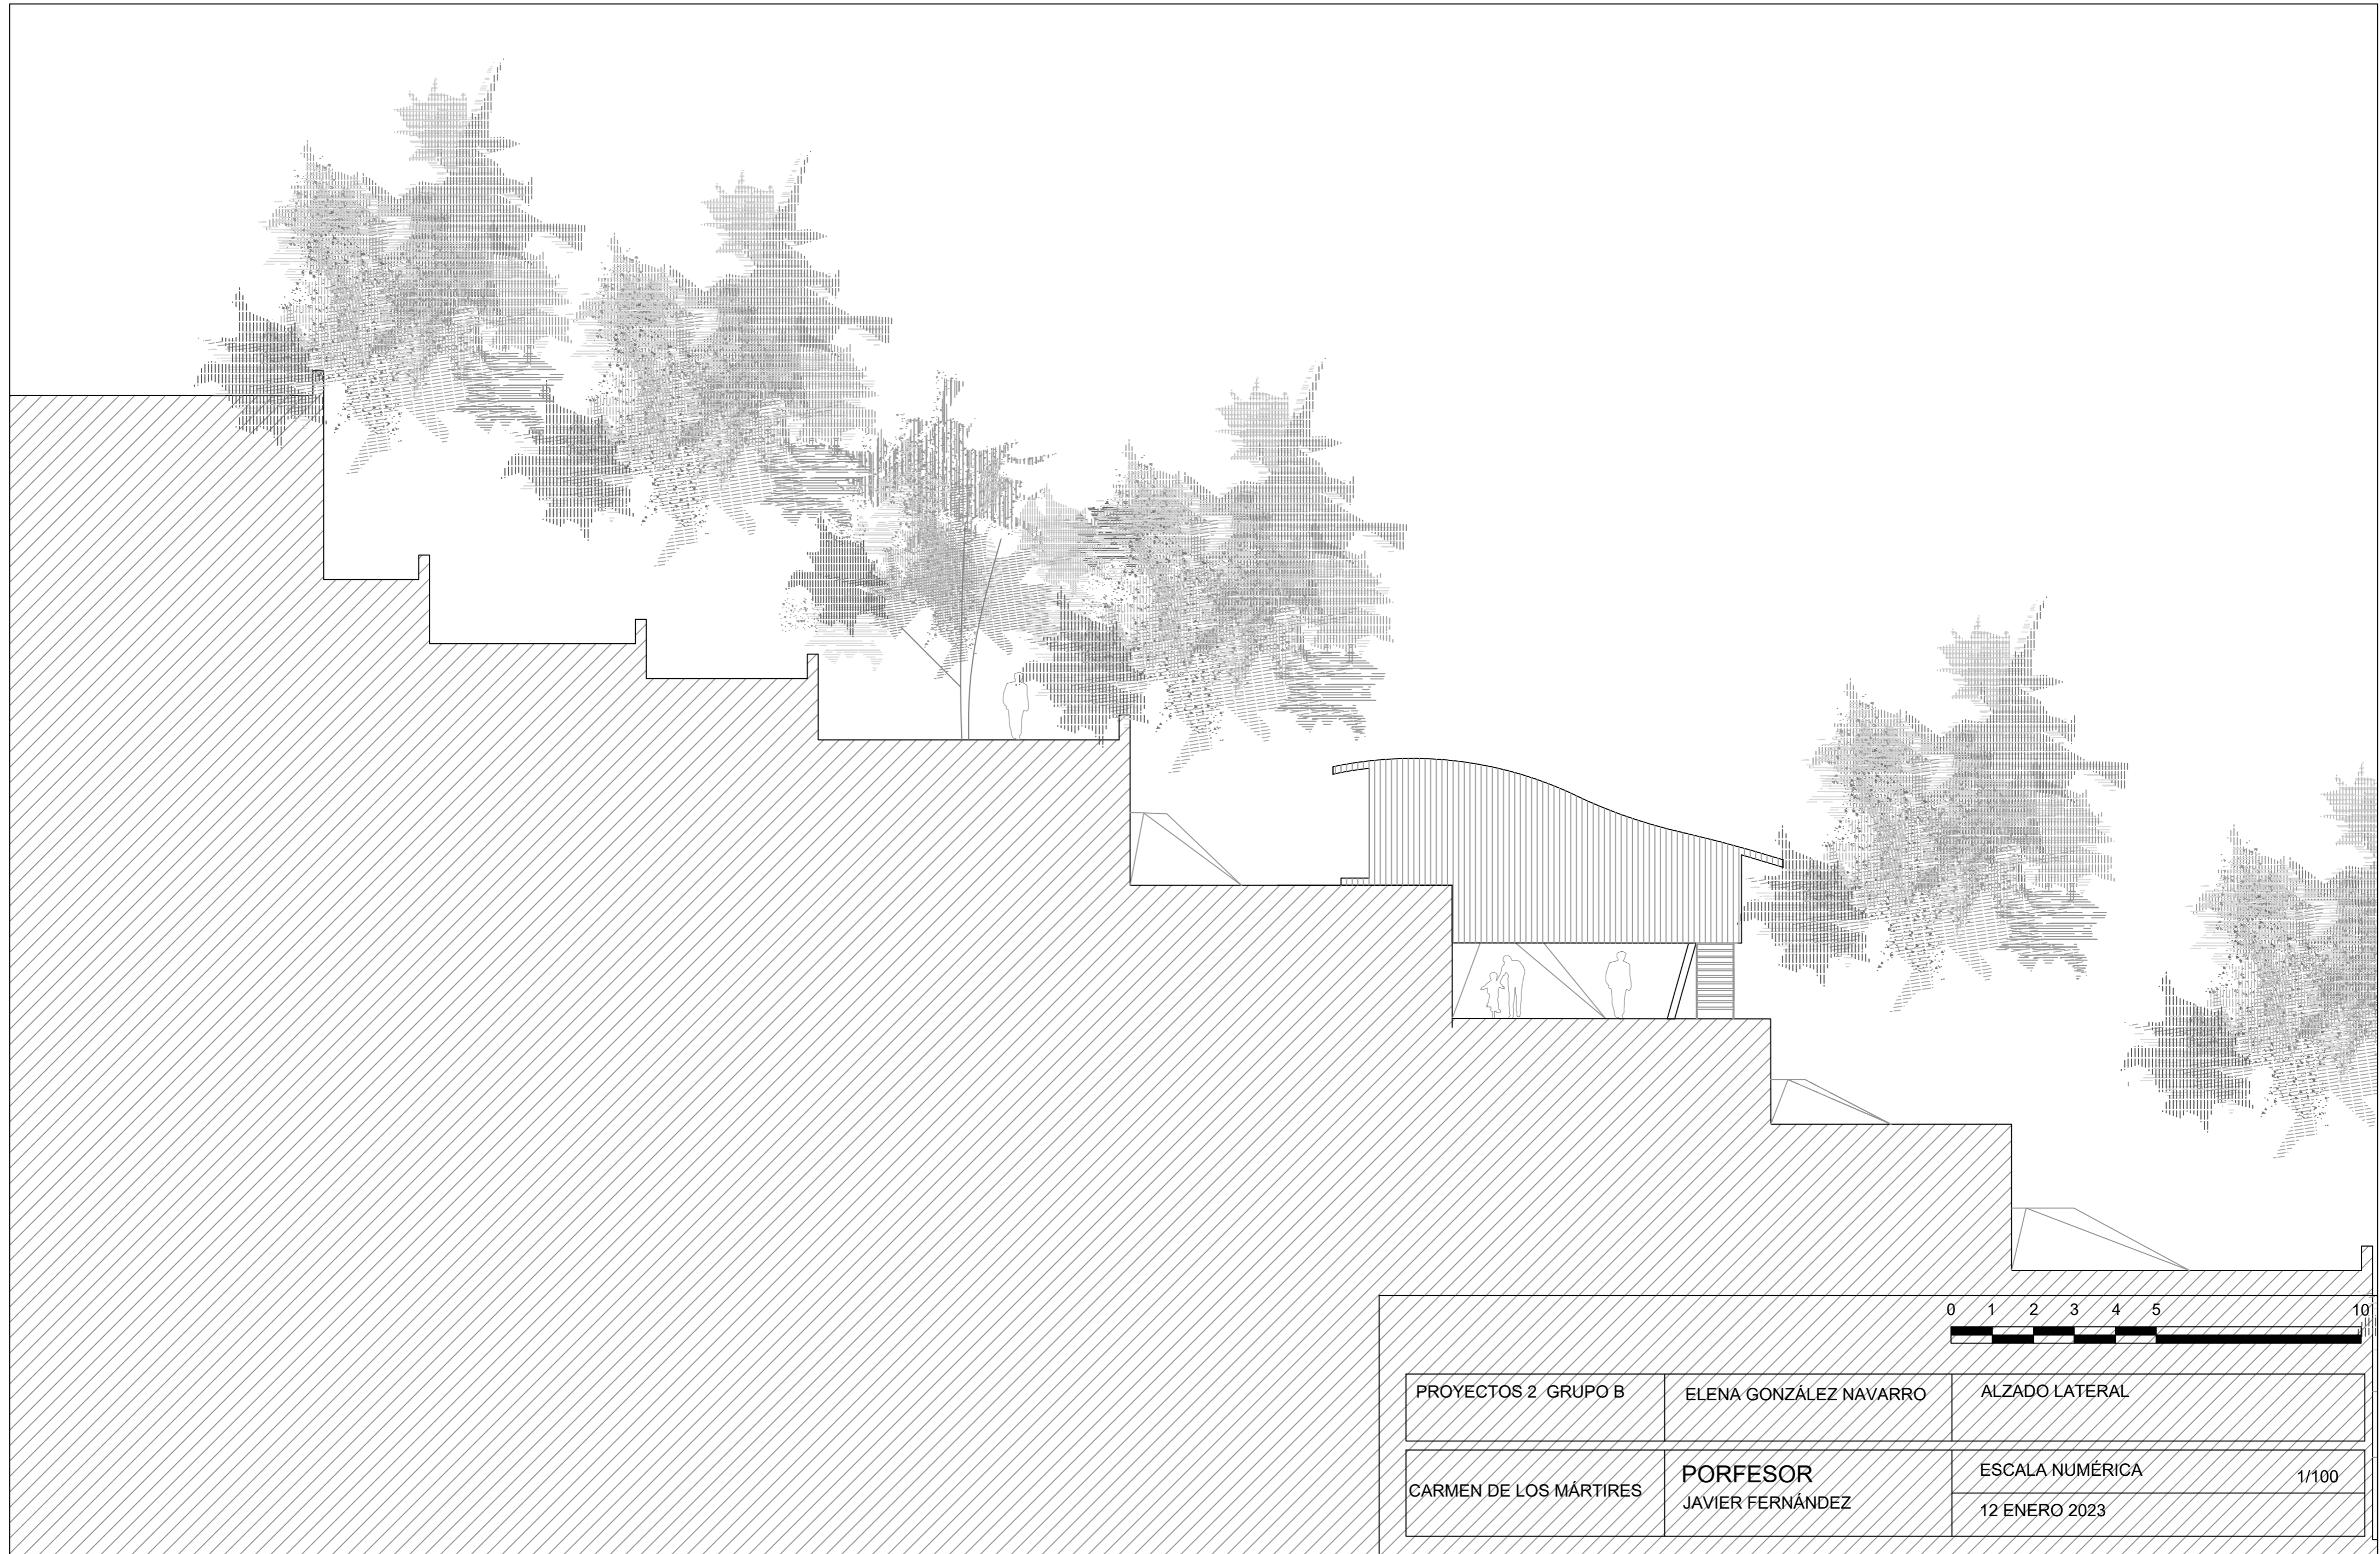 0 1 2 3 4 5 10
PROYECTOS 2 GRUPO B
ELENA GONZÁLEZ NAVARRO
ALZADO LATERAL
CARMEN DE LOS MÁRTIRES
PORFESOR
JAVIER FERNÁNDEZ
ESCALA NUMÉRICA 1/100
12 ENERO 2023